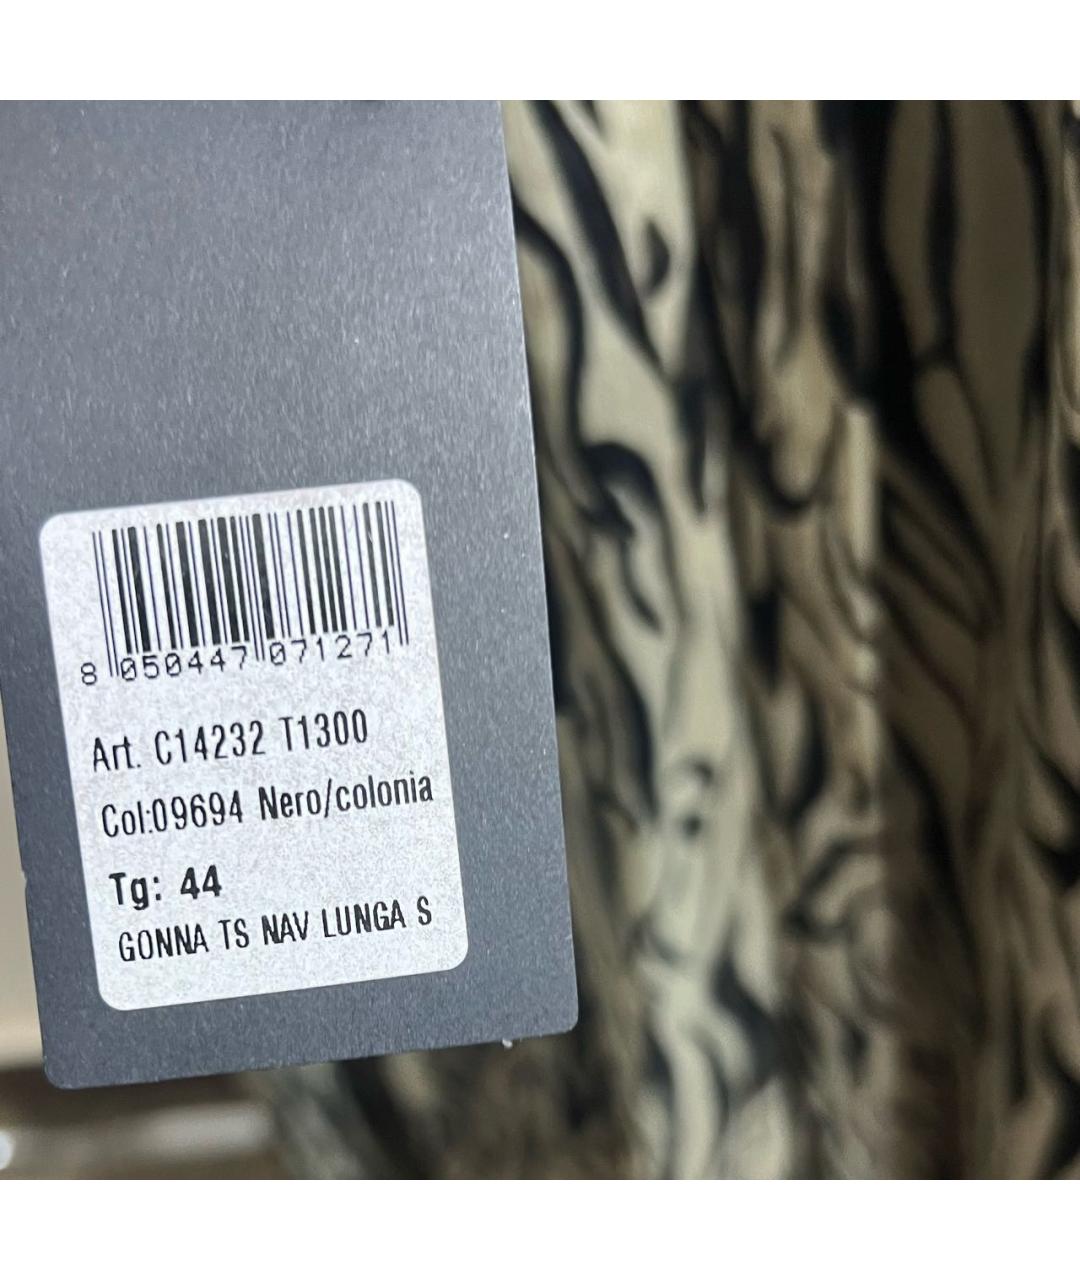 8 050447 071271
Art. C14232 T1300
Col:09694 Nero/colonia
Tg: 44
GONNA TS NAV LUNGA S